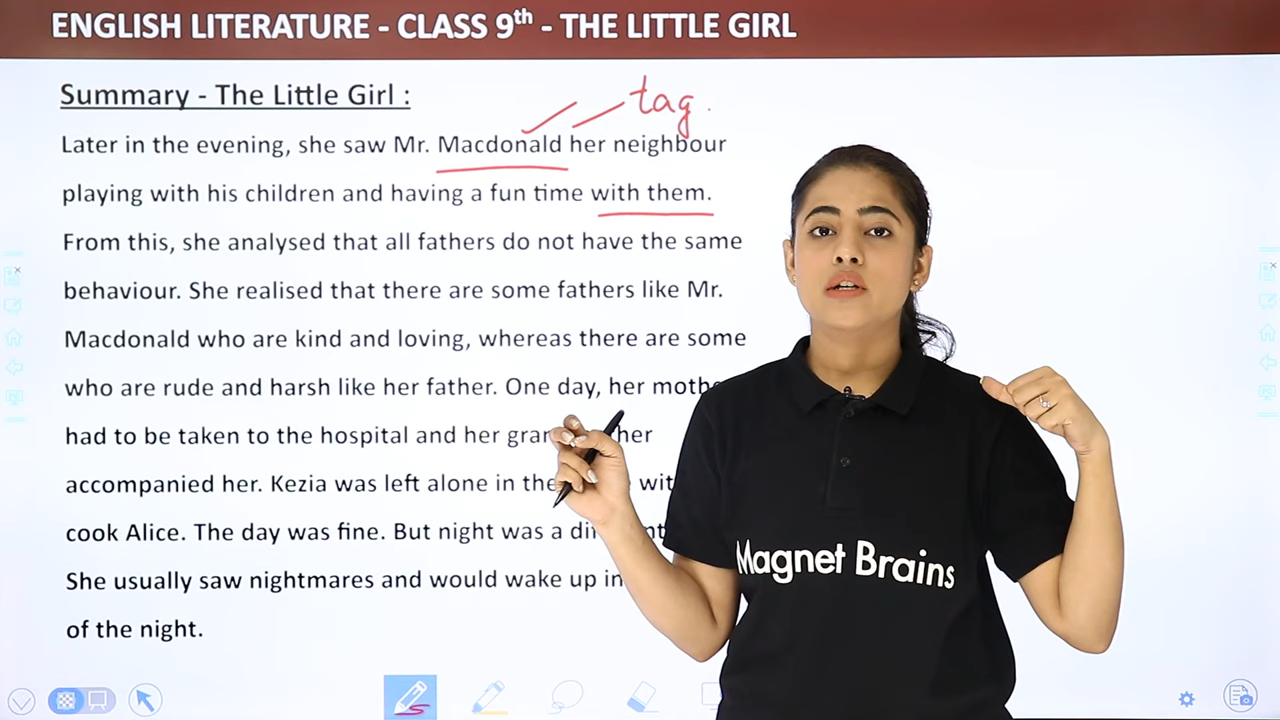 ENGLISH LITERATURE - CLASS 9th - THE LITTLE GIRL
Summary - The Little Girl :
tag
Later in the evening, she saw Mr. Macdonald her neighbour
playing with his children and having a fun time with them.
From this, she analysed that all fathers do not have the same
behaviour. She realised that there are some fathers like Mr.
Macdonald who are kind and loving, whereas there are some
who are rude and harsh like her father. One day, her
had to be taken to the hospital and her
accompanied her. Kezia was left alone in the
cook Alice. The day was fine. But night was a
She usually saw nightmares and would wake up in
of the night.
Magnet Brains